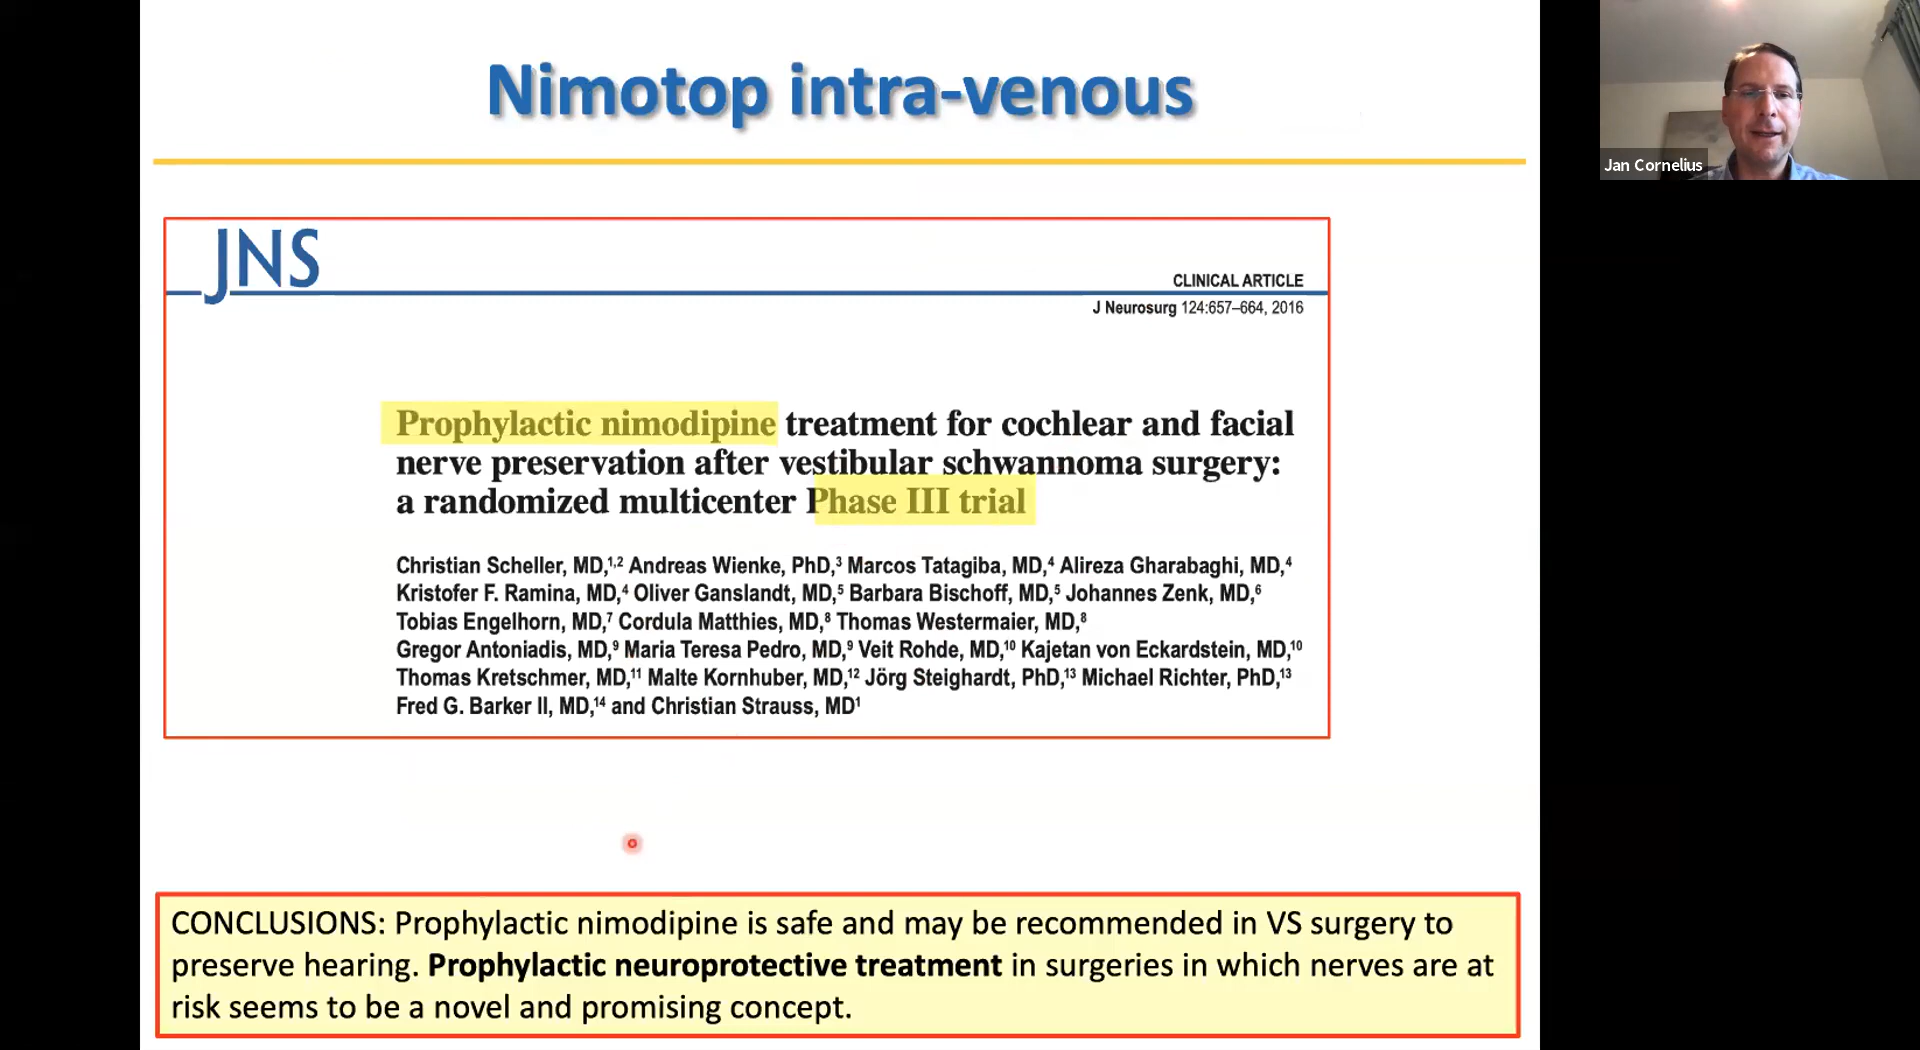 Nimotop intra-venous
Jan Cornelius
JNS
CLINICAL ARTICLE
J Neurosurg 124:657–664, 2016
Prophylactic nimodipine treatment for cochlear and facial
nerve preservation after vestibular schwannoma surgery:
a randomized multicenter Phase III trial
Christian Scheller, MD,¹,² Andreas Wienke, PhD,³ Marcos Tatagiba, MD,⁴ Alireza Gharabaghi, MD,⁴
Kristofer F. Ramina, MD,⁴ Oliver Ganslandt, MD,⁵ Barbara Bischoff, MD,⁵ Johannes Zenk, MD,⁶
Tobias Engelhorn, MD,⁷ Cordula Matthies, MD,⁸ Thomas Westermaier, MD,⁸
Gregor Antoniadis, MD,⁹ Maria Teresa Pedro, MD,⁹ Veit Rohde, MD,¹⁰ Kajetan von Eckardstein, MD,¹⁰
Thomas Kretschmer, MD,¹¹ Malte Kornhuber, MD,¹² Jörg Steighardt, PhD,¹³ Michael Richter, PhD,¹³
Fred G. Barker II, MD,¹⁴ and Christian Strauss, MD¹
CONCLUSIONS: Prophylactic nimodipine is safe and may be recommended in VS surgery to
preserve hearing. Prophylactic neuroprotective treatment in surgeries in which nerves are at
risk seems to be a novel and promising concept.